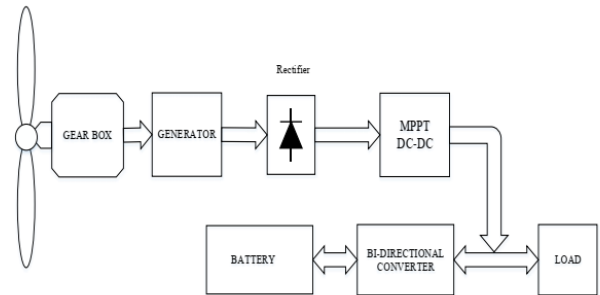 Rectifier
GEAR BOX
GENERATOR
MPPT
DC-DC
BATTERY
BI-DIRECTIONAL
CONVERTER
LOAD